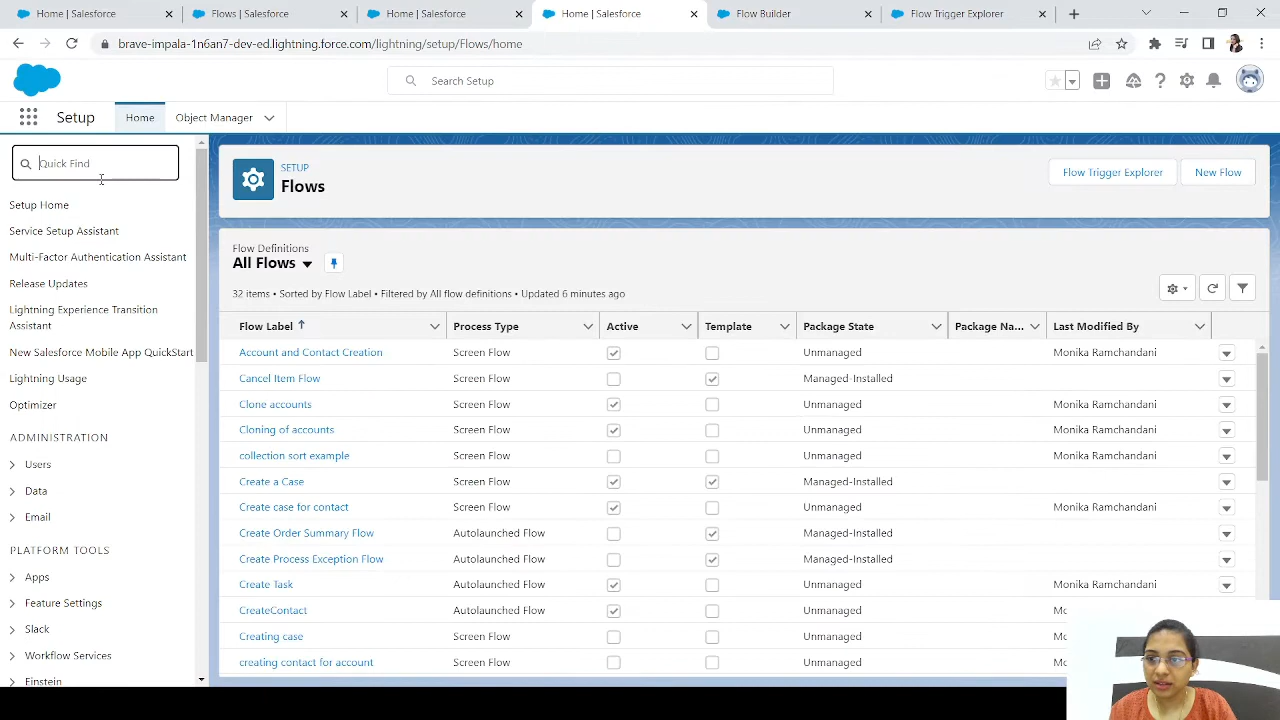 Home | Salesforce
Flows | Salesforce
Home | Salesforce
Home | Salesforce
Flow Builder
Flow Trigger Explorer
brave-impala-1n6an7-dev-ed.lightning.force.com/lightning/setup/Flows/home
Search Setup
Setup
Home
Object Manager
Quick Find
Setup Home
Service Setup Assistant
Multi-Factor Authentication Assistant
Release Updates
Lightning Experience Transition
Assistant
New Salesforce Mobile App QuickStart
Lightning Usage
Optimizer
ADMINISTRATION
Users
Data
Email
PLATFORM TOOLS
Apps
Feature Settings
Slack
Workflow Services
Einstein
SETUP
Flows
Flow Trigger Explorer
New Flow
Flow Definitions
All Flows
32 items • Sorted by Flow Label • Filtered by All flow definitions • Updated 6 minutes ago
Flow Label Process Type Active Template Package State Package Na... Last Modified By
Account and Contact Creation Screen Flow Unmanaged Monika Ramchandani
Cancel Item Flow Screen Flow Managed-Installed
Clone accounts Screen Flow Unmanaged Monika Ramchandani
Cloning of accounts Screen Flow Unmanaged Monika Ramchandani
collection sort example Screen Flow Unmanaged Monika Ramchandani
Create a Case Screen Flow Managed-Installed
Create case for contact Screen Flow Unmanaged Monika Ramchandani
Create Order Summary Flow Autolaunched Flow Managed-Installed
Create Process Exception Flow Autolaunched Flow Managed-Installed
Create Task Autolaunched Flow Unmanaged Monika Ramchandani
CreateContact Autolaunched Flow Unmanaged
Creating case Screen Flow Unmanaged
creating contact for account Screen Flow Unmanaged